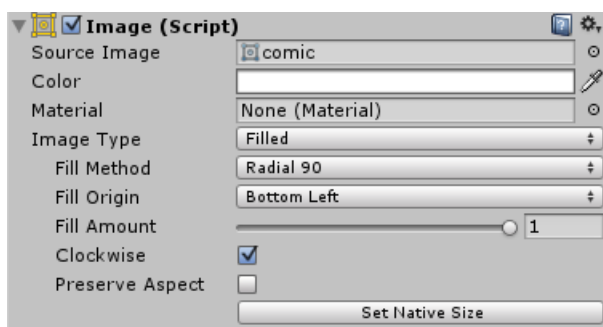 Image (Script)
Source Image comic
Color
Material None (Material)
Image Type Filled
Fill Method Radial 90
Fill Origin Bottom Left
Fill Amount 1
Clockwise
Preserve Aspect
Set Native Size